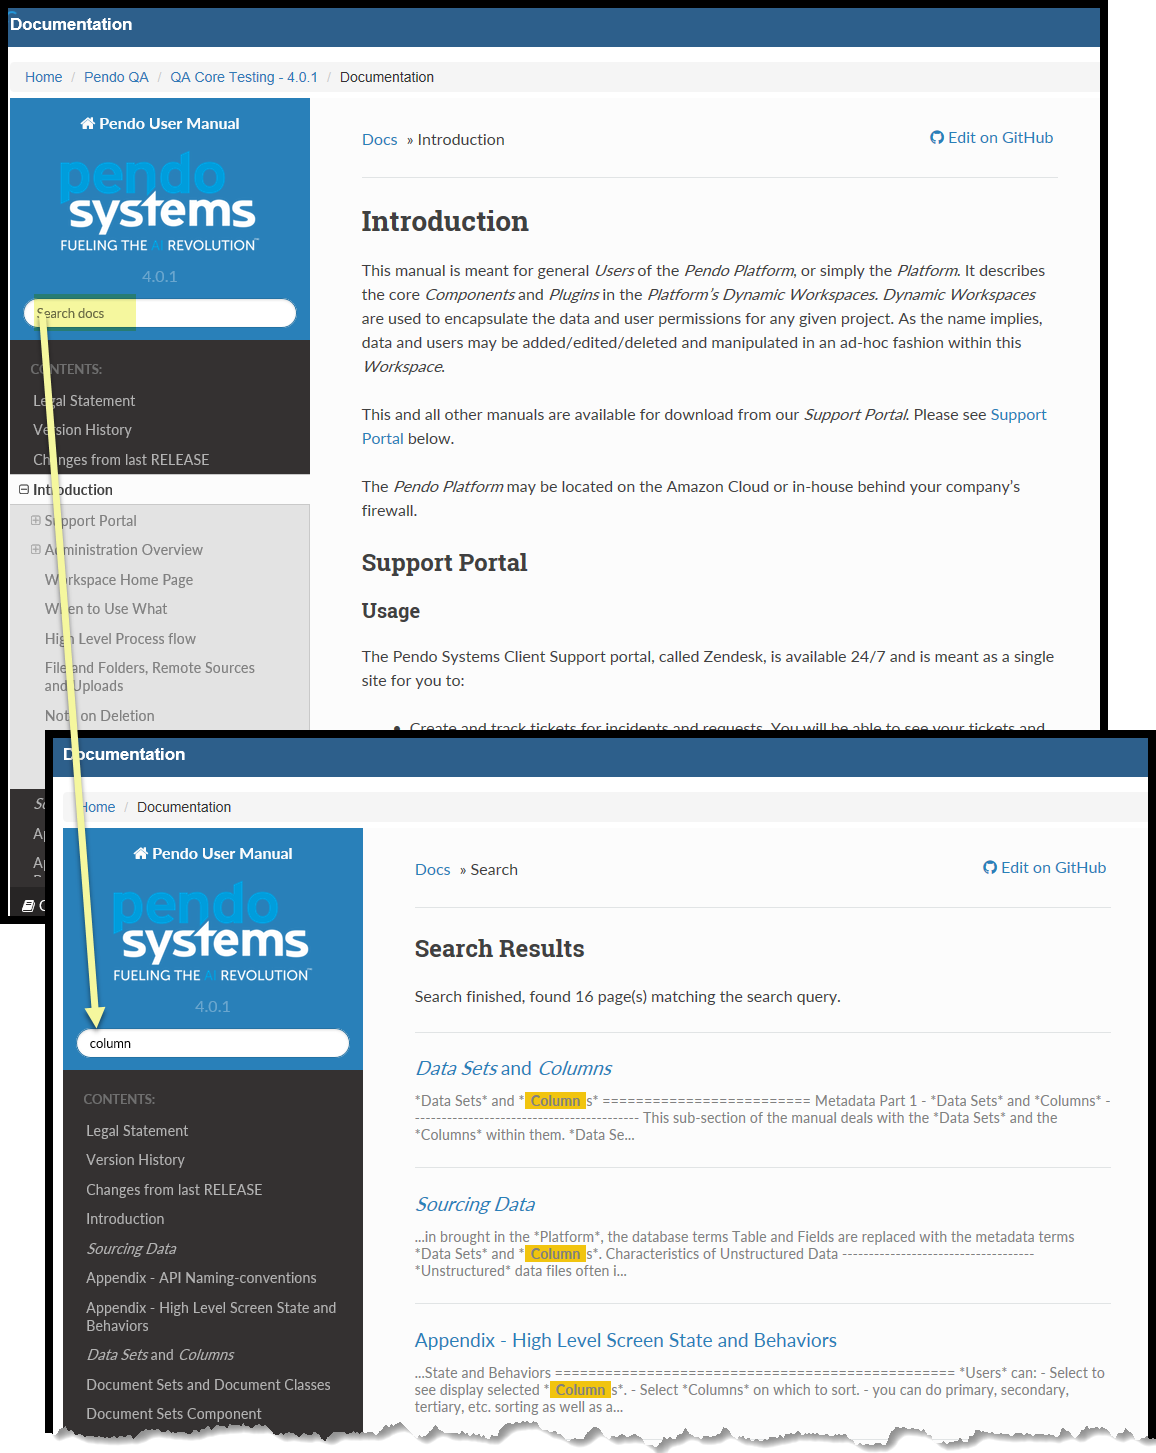 Documentation
Home / Pendo QA / QA Core Testing - 4.0.1 / Documentation
Pendo User Manual
pendo
systems
FUELING THE AI REVOLUTION™
4.0.1
Search docs
CONTENTS:
Legal Statement
Version History
Changes from last RELEASE
Introduction
Support Portal
Administration Overview
Workspace Home Page
When to Use What
High Level Process flow
File and Folders, Remote Sources
and Uploads
Note on Deletion
Docs » Introduction
Edit on GitHub
Introduction
This manual is meant for general Users of the Pendo Platform, or simply the Platform. It describes
the core Components and Plugins in the Platform's Dynamic Workspaces. Dynamic Workspaces
are used to encapsulate the data and user permissions for any given project. As the name implies,
data and users may be added/edited/deleted and manipulated in an ad-hoc fashion within this
Workspace.
This and all other manuals are available for download from our Support Portal. Please see Support
Portal below.
The Pendo Platform may be located on the Amazon Cloud or in-house behind your company's
firewall.
Support Portal
Usage
The Pendo Systems Client Support portal, called Zendesk, is available 24/7 and is meant as a single
site for you to:
• Create and track tickets for incidents and requests. You will be able to see your tickets and
Documentation
Home / Documentation
Pendo User Manual
pendo
systems
FUELING THE AI REVOLUTION™
4.0.1
column
CONTENTS:
Legal Statement
Version History
Changes from last RELEASE
Introduction
Sourcing Data
Appendix - API Naming-conventions
Appendix - High Level Screen State and
Behaviors
Data Sets and Columns
Document Sets and Document Classes
Document Sets Component
Docs » Search
Edit on GitHub
Search Results
Search finished, found 16 page(s) matching the search query.
Data Sets and Columns
*Data Sets* and * Column s* ========================= Metadata Part 1 - *Data Sets* and *Columns* -
------------------------------------------ This sub-section of the manual deals with the *Data Sets* and the
*Columns* within them. *Data Se...
Sourcing Data
...in brought in the *Platform*, the database terms Table and Fields are replaced with the metadata terms
*Data Sets* and * Column s*. Characteristics of Unstructured Data ------------------------------------
*Unstructured* data files often i...
Appendix - High Level Screen State and Behaviors
...State and Behaviors ================================================ *Users* can: - Select to
see display selected * Column s*. - Select *Columns* on which to sort. - you can do primary, secondary,
tertiary, etc. sorting as well as a...